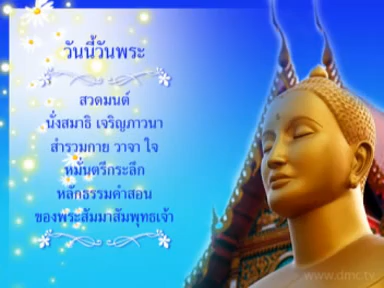 วันนี้วันพระ
สวดมนต์
นั่งสมาธิ เจริญภาวนา
สำรวมกาย วาจา ใจ
หมั่นตรึกระลึก
หลักธรรมคำสอน
ของพระสัมมาสัมพุทธเจ้า
www.dmc.tv